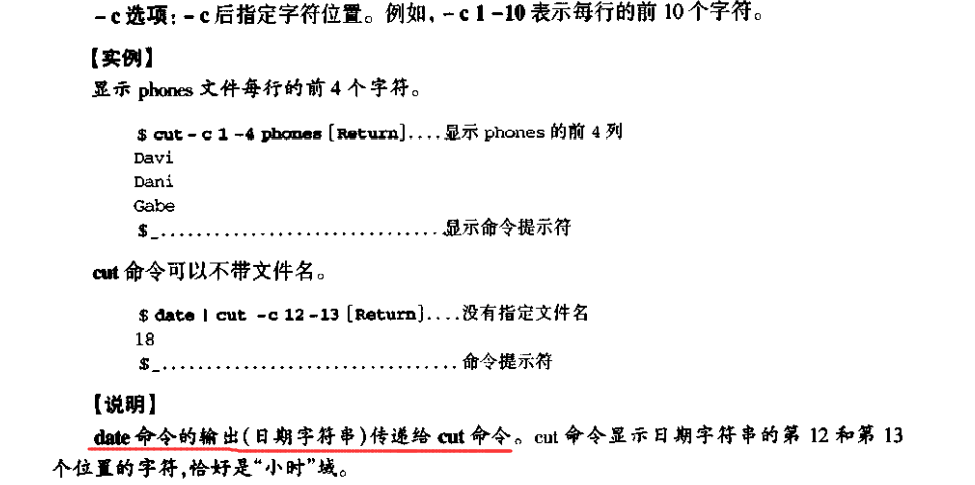 -c选项：-c后指定字符位置。例如，-c 1-10表示每行的前10个字符。
【实例】
显示 phones 文件每行的前4个字符。
$ cut-c 1-4 phones [Return]....显示 phones 的前 4 列
Davi
Dani
Gabe
$_................................显示命令提示符
cut 命令可以不带文件名。
$ date | cut -c 12-13 [Return]....没有指定文件名
18
$_.................................命令提示符
【说明】
date 命令的输出(日期字符串)传递给 cut 命令。cut 命令显示日期字符串的第 12 和第 13
个位置的字符,恰好是“小时”域。